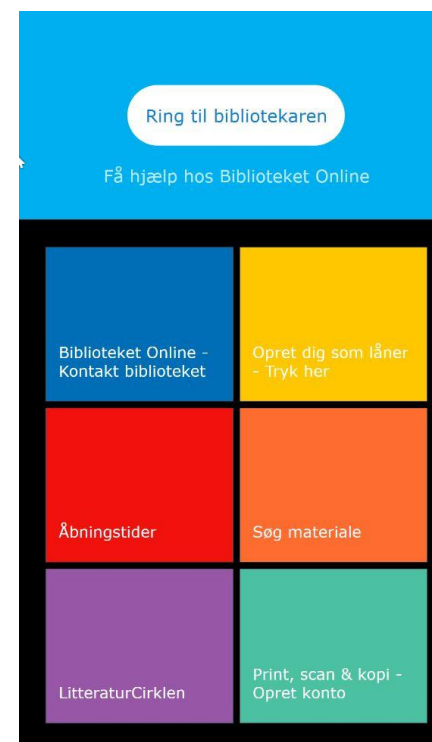 Ring til bibliotekaren
Få hjælp hos Biblioteket Online
Biblioteket Online -
Kontakt biblioteket
Opret dig som låner
- Tryk her
Åbningstider
Søg materiale
LitteraturCirklen
Print, scan & kopi -
Opret konto